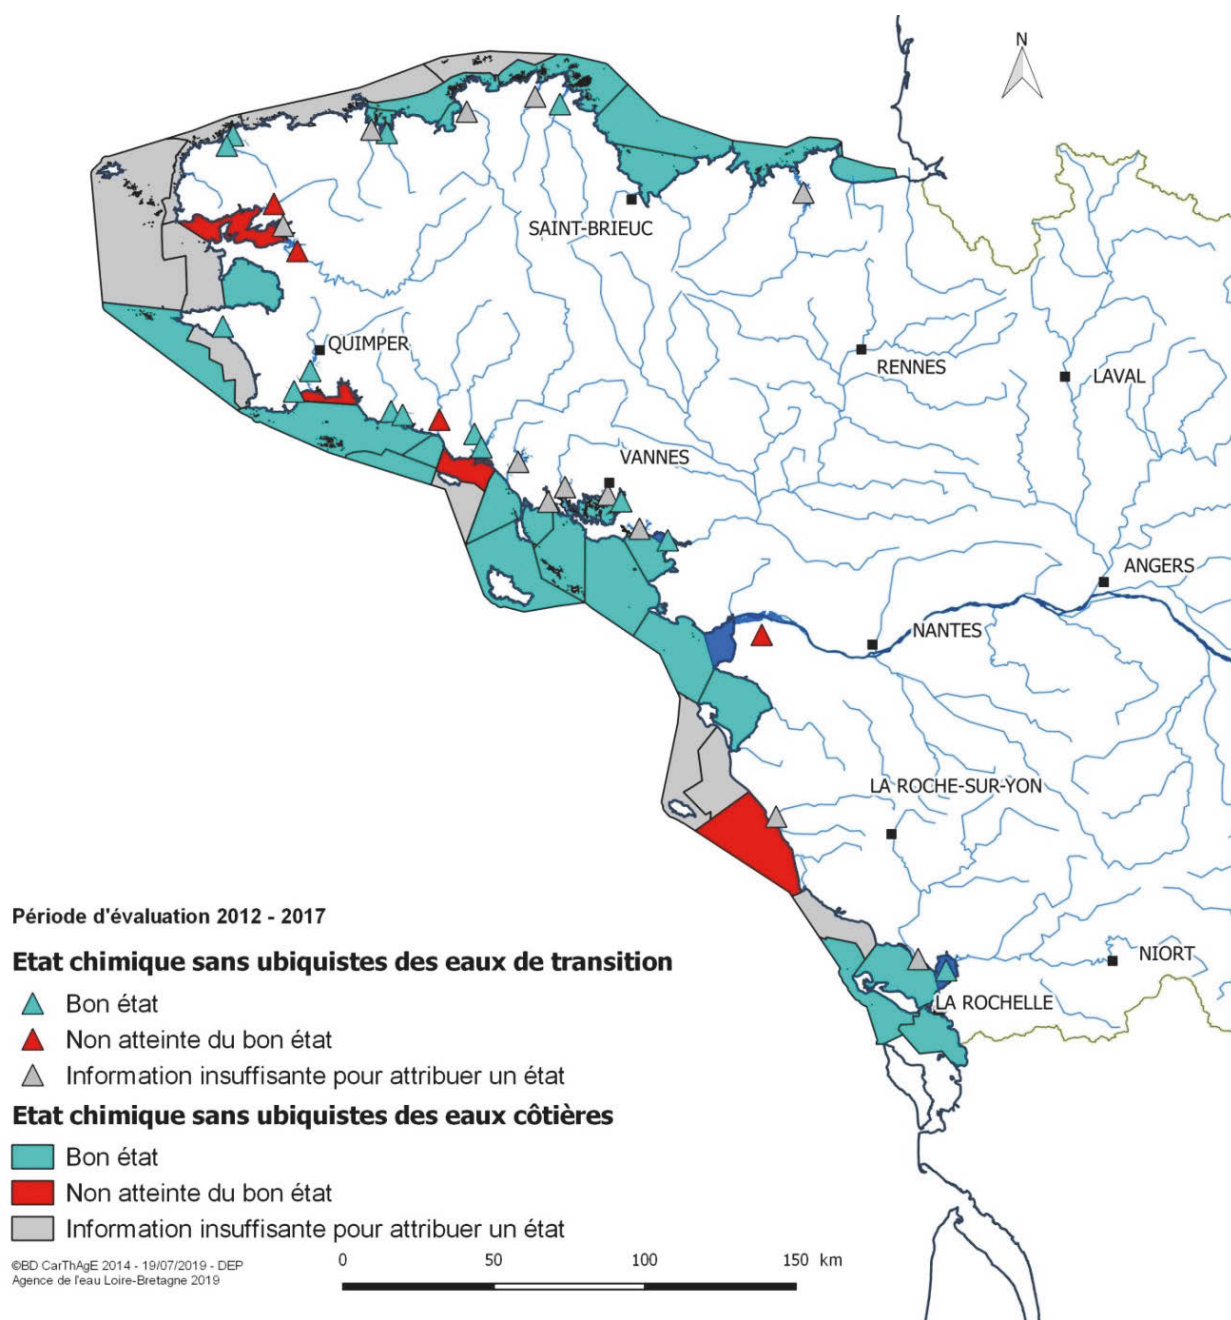 N
SAINT-BRIEUC
QUIMPER
RENNES
LAVAL
VANNES
ANGERS
NANTES
LA ROCHE-SUR-YON
NIORT
LA ROCHELLE
Période d'évaluation 2012 - 2017
Etat chimique sans ubiquistes des eaux de transition
Bon état
Non atteinte du bon état
Information insuffisante pour attribuer un état
Etat chimique sans ubiquistes des eaux côtières
Bon état
Non atteinte du bon état
Information insuffisante pour attribuer un état
©BD CarThAgE 2014 - 19/07/2019 - DEP
Agence de l'eau Loire-Bretagne 2019
0 50 100 150 km